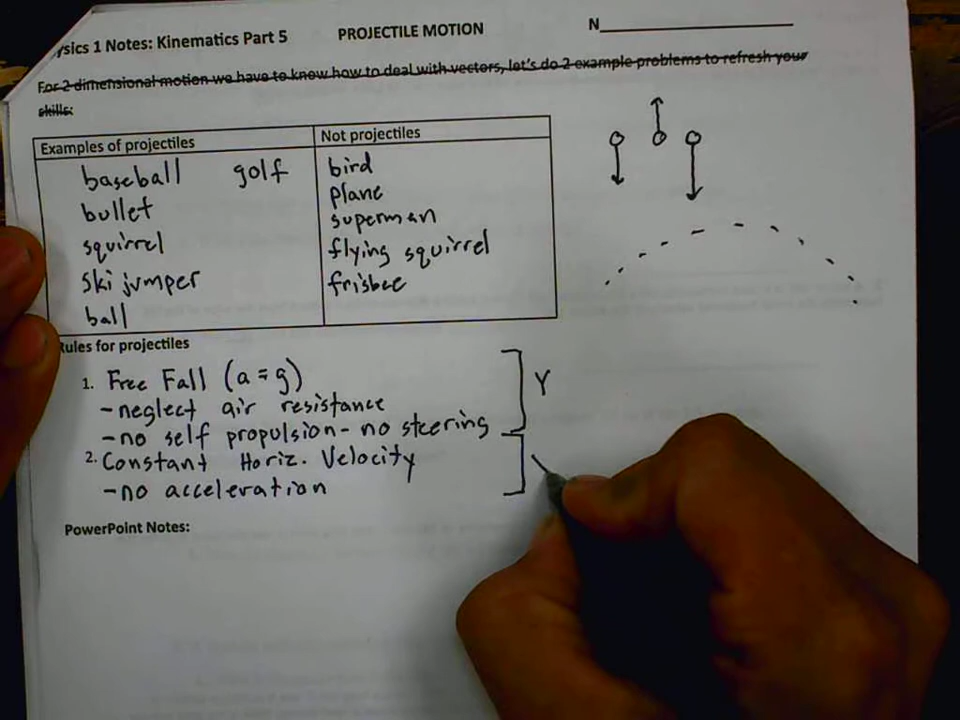 ysics 1 Notes: Kinematics Part 5 PROJECTILE MOTION N
For 2 dimensional motion we have to know how to deal with vectors, let's do 2 example problems to refresh your
skills:
Examples of projectiles Not projectiles
baseball golf bird
bullet plane
squirrel superman
ski jumper flying squirrel
ball frisbee
Rules for projectiles
1. Free Fall (a = g)
-neglect air resistance
-no self propulsion- no steering
Y
2. Constant Horiz. Velocity
-no acceleration
PowerPoint Notes: